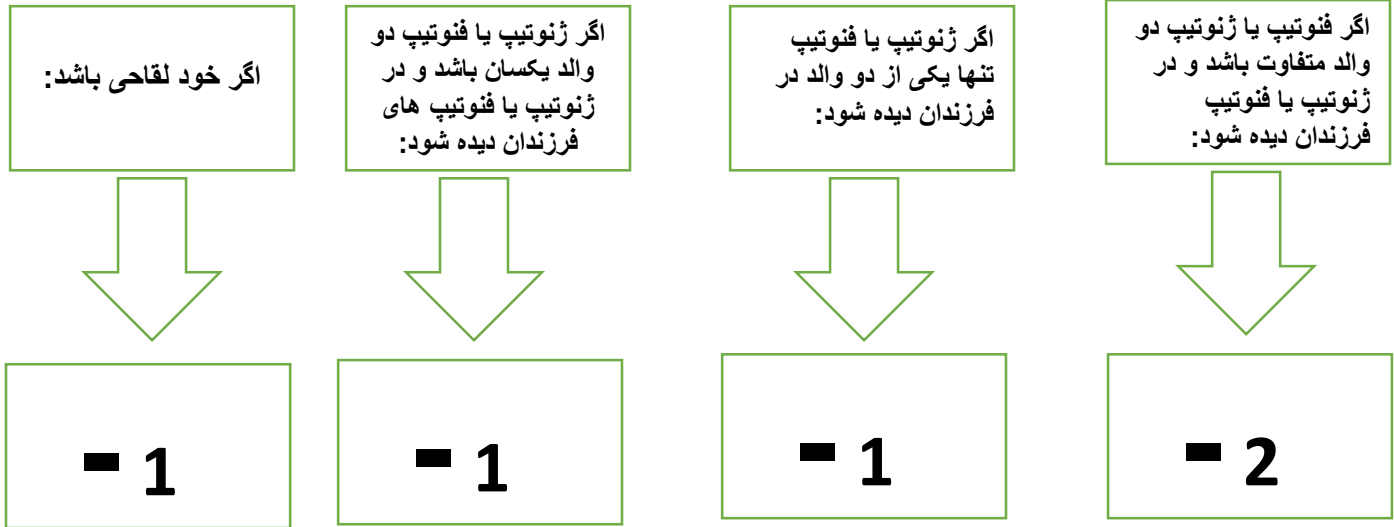 اگر فنوتیپ یا ژنوتیپ دو
والد متفاوت باشد و در
ژنوتیپ یا فنوتیپ
فرزندان دیده شود:
اگر ژنوتیپ یا فنوتیپ
تنها یکی از دو والد در
فرزندان دیده شود:
اگر ژنوتیپ یا فنوتیپ دو
والد یکسان باشد و در
ژنوتیپ یا فنوتیپ های
فرزندان دیده شود:
اگر خود لقاحی باشد:
- 2
- 1
- 1
- 1